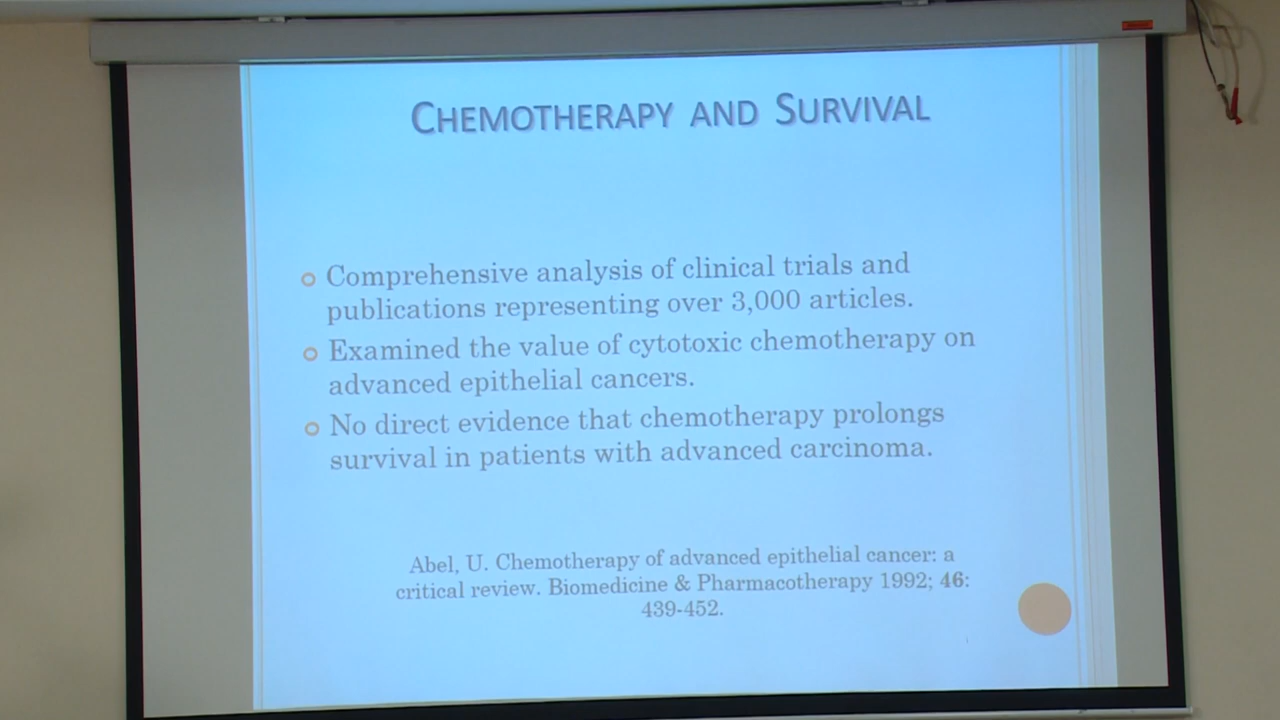 CHEMOTHERAPY AND SURVIVAL
Comprehensive analysis of clinical trials and
publications representing over 3,000 articles.
Examined the value of cytotoxic chemotherapy on
advanced epithelial cancers.
No direct evidence that chemotherapy prolongs
survival in patients with advanced carcinoma.
Abel, U. Chemotherapy of advanced epithelial cancer: a
critical review. Biomedicine & Pharmacotherapy 1992; 46:
439-452.